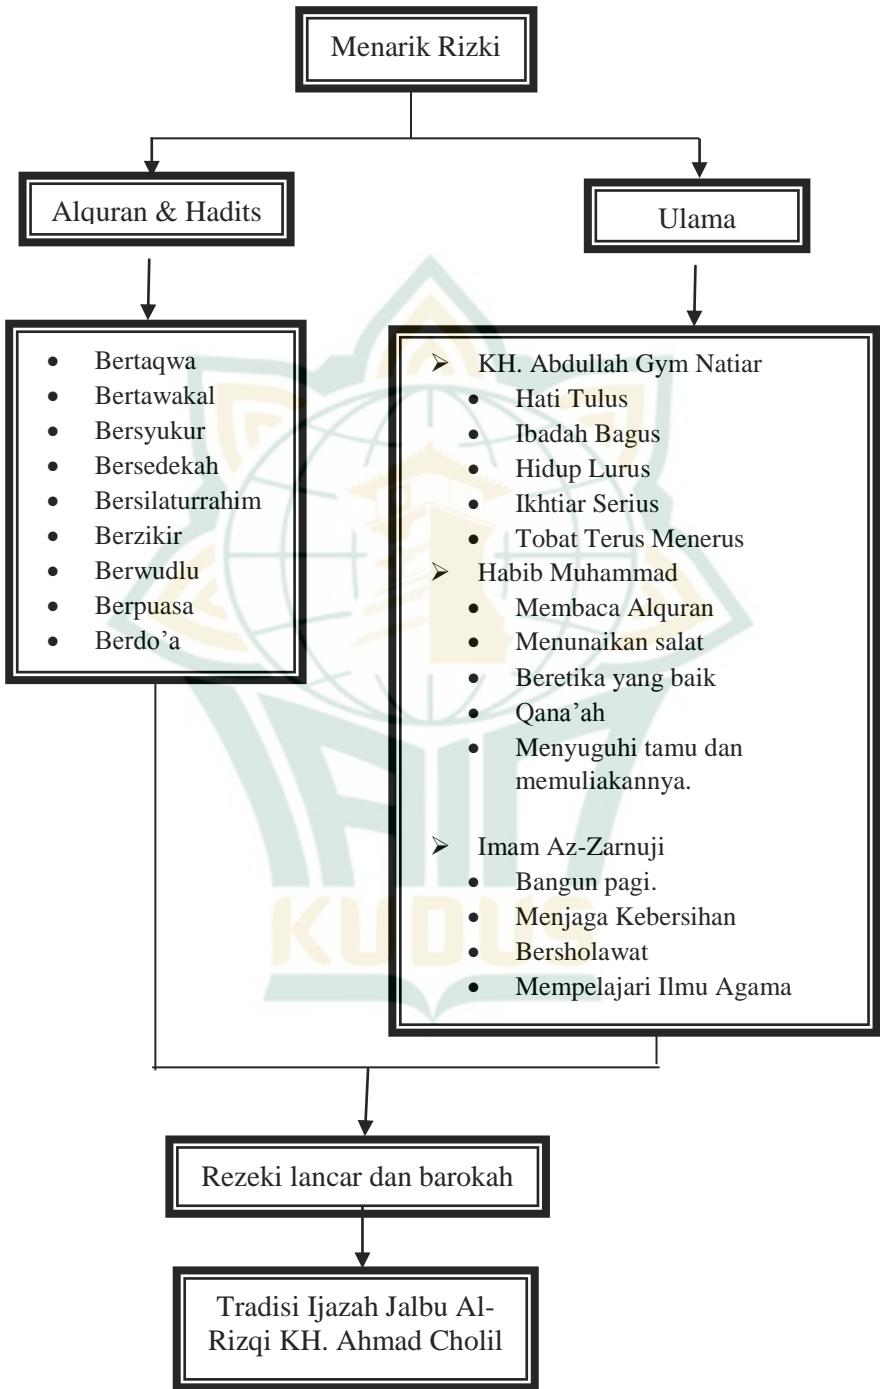 Menarik Rizki
Alquran & Hadits
Ulama
• Bertaqwa
• Bertawakal
• Bersyukur
• Bersedekah
• Bersilaturrahim
• Berzikir
• Berwudlu
• Berpuasa
• Berdo’a
➢ KH. Abdullah Gym Natiar
• Hati Tulus
• Ibadah Bagus
• Hidup Lurus
• Ikhtiar Serius
• Tobat Terus Menerus
➢ Habib Muhammad
• Membaca Alquran
• Menunaikan salat
• Beretika yang baik
• Qana’ah
• Menyuguhi tamu dan
memuliakannya.
➢ Imam Az-Zarnuji
• Bangun pagi.
• Menjaga Kebersihan
• Bersholawat
• Mempelajari Ilmu Agama
IAIN
KUDUS
Rezeki lancar dan barokah
Tradisi Ijazah Jalbu Al-
Rizqi KH. Ahmad Cholil